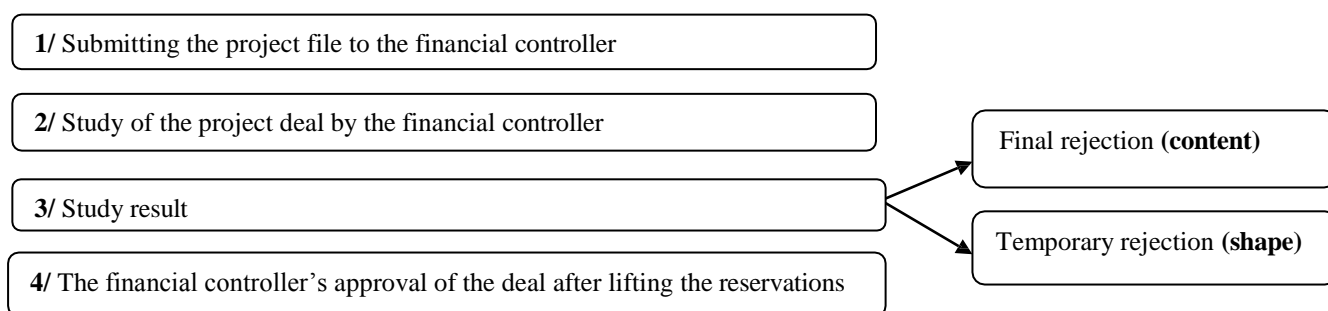 1/ Submitting the project file to the financial controller
2/ Study of the project deal by the financial controller
Final rejection (content)
3/ Study result
Temporary rejection (shape)
4/ The financial controller’s approval of the deal after lifting the reservations